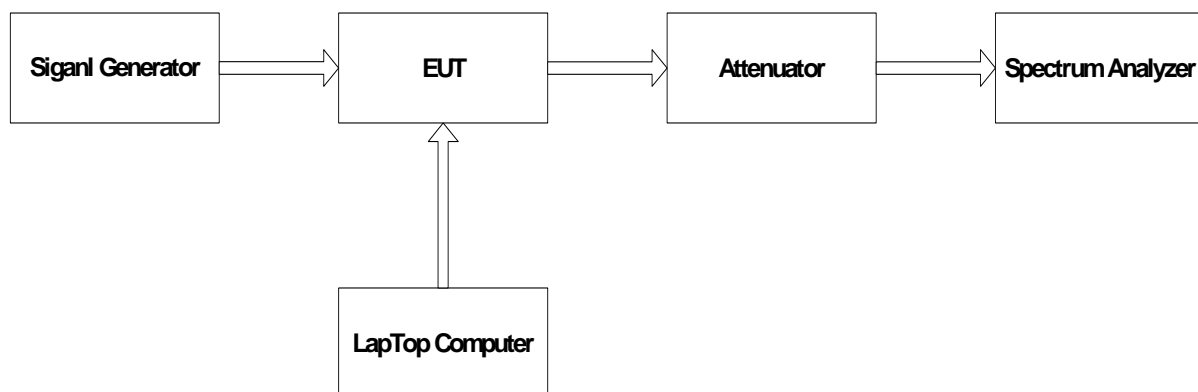 Siganl Generator
EUT
Attenuator
Spectrum Analyzer
LapTop Computer